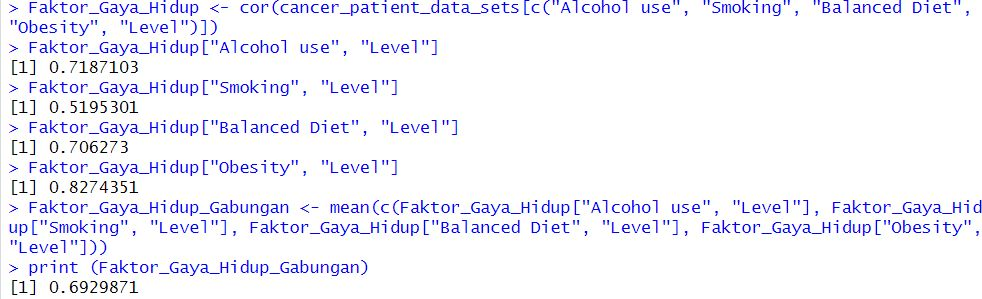 > Faktor_Gaya_Hidup <- cor(cancer_patient_data_sets[c("Alcohol use", "Smoking", "Balanced Diet",
"Obesity", "Level")])
> Faktor_Gaya_Hidup["Alcohol use", "Level"]
[1] 0.7187103
> Faktor_Gaya_Hidup["Smoking", "Level"]
[1] 0.5195301
> Faktor_Gaya_Hidup["Balanced Diet", "Level"]
[1] 0.706273
> Faktor_Gaya_Hidup["Obesity", "Level"]
[1] 0.8274351
> Faktor_Gaya_Hidup_Gabungan <- mean(c(Faktor_Gaya_Hidup["Alcohol use", "Level"], Faktor_Gaya_Hid
up["Smoking", "Level"], Faktor_Gaya_Hidup["Balanced Diet", "Level"], Faktor_Gaya_Hidup["Obesity",
"Level"]))
> print (Faktor_Gaya_Hidup_Gabungan)
[1] 0.6929871